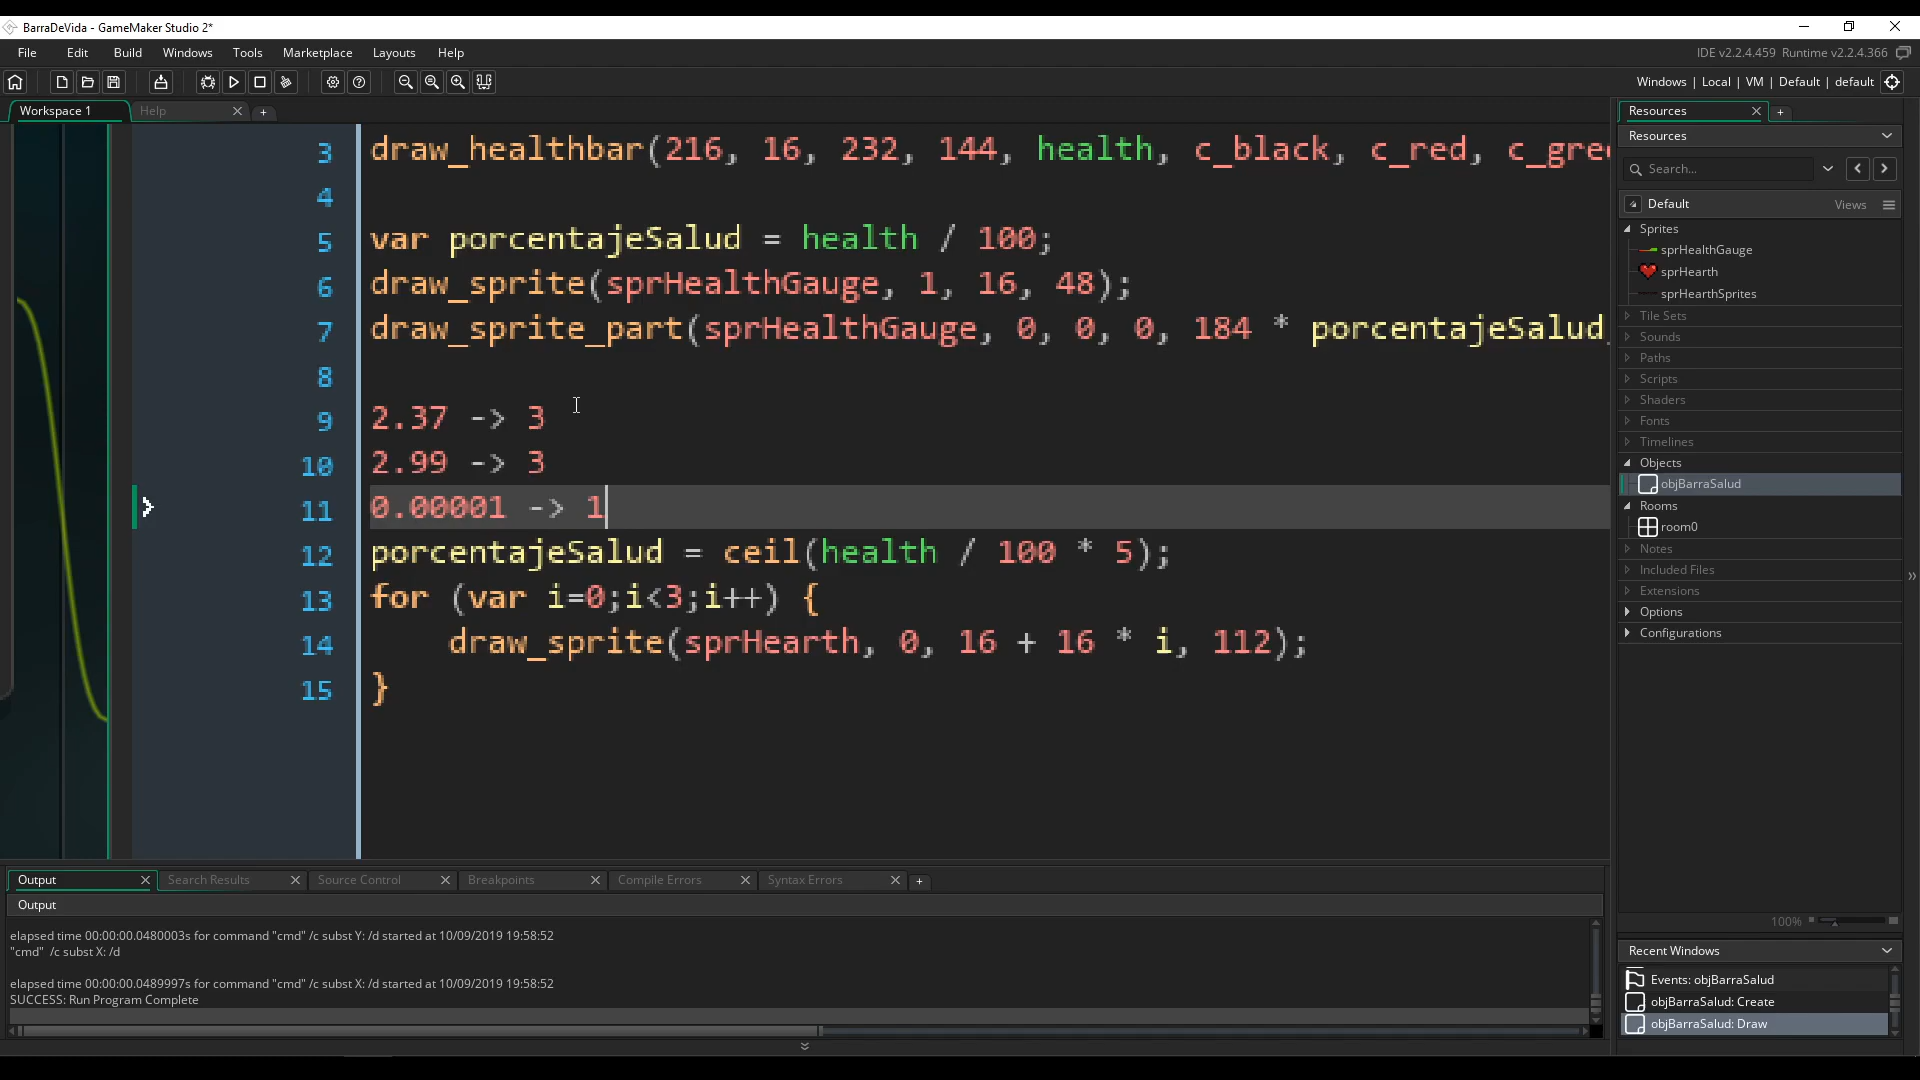 BarraDeVida - GameMaker Studio 2*
File Edit Build Windows Tools Marketplace Layouts Help
IDE v2.2.4.459 Runtime v2.2.4.366
Windows | Local | VM | Default | default
Workspace 1
Help
3 draw_healthbar(216, 16, 232, 144, health, c_black, c_red, c_gree
4
5 var porcentajeSalud = health / 100;
6 draw_sprite(sprHealthGauge, 1, 16, 48);
7 draw_sprite_part(sprHealthGauge, 0, 0, 0, 184 * porcentajeSalud,
8
9 2.37 -> 3
10 2.99 -> 3
11 0.00001 -> 1
12 porcentajeSalud = ceil(health / 100 * 5);
13 for (var i=0;i<3;i++) {
14 draw_sprite(sprHearth, 0, 16 + 16 * i, 112);
15 }
Resources
Resources
Search...
Default Views
Sprites
sprHealthGauge
sprHearth
sprHearthSprites
Tile Sets
Sounds
Paths
Scripts
Shaders
Fonts
Timelines
Objects
objBarraSalud
Rooms
room0
Notes
Included Files
Extensions
Options
Configurations
100%
Recent Windows
Events: objBarraSalud
objBarraSalud: Create
objBarraSalud: Draw
Output Search Results Source Control Breakpoints Compile Errors Syntax Errors
Output
elapsed time 00:00:00.0480003s for command "cmd" /c subst Y: /d started at 10/09/2019 19:58:52
"cmd" /c subst X: /d
elapsed time 00:00:00.0489997s for command "cmd" /c subst X: /d started at 10/09/2019 19:58:52
SUCCESS: Run Program Complete